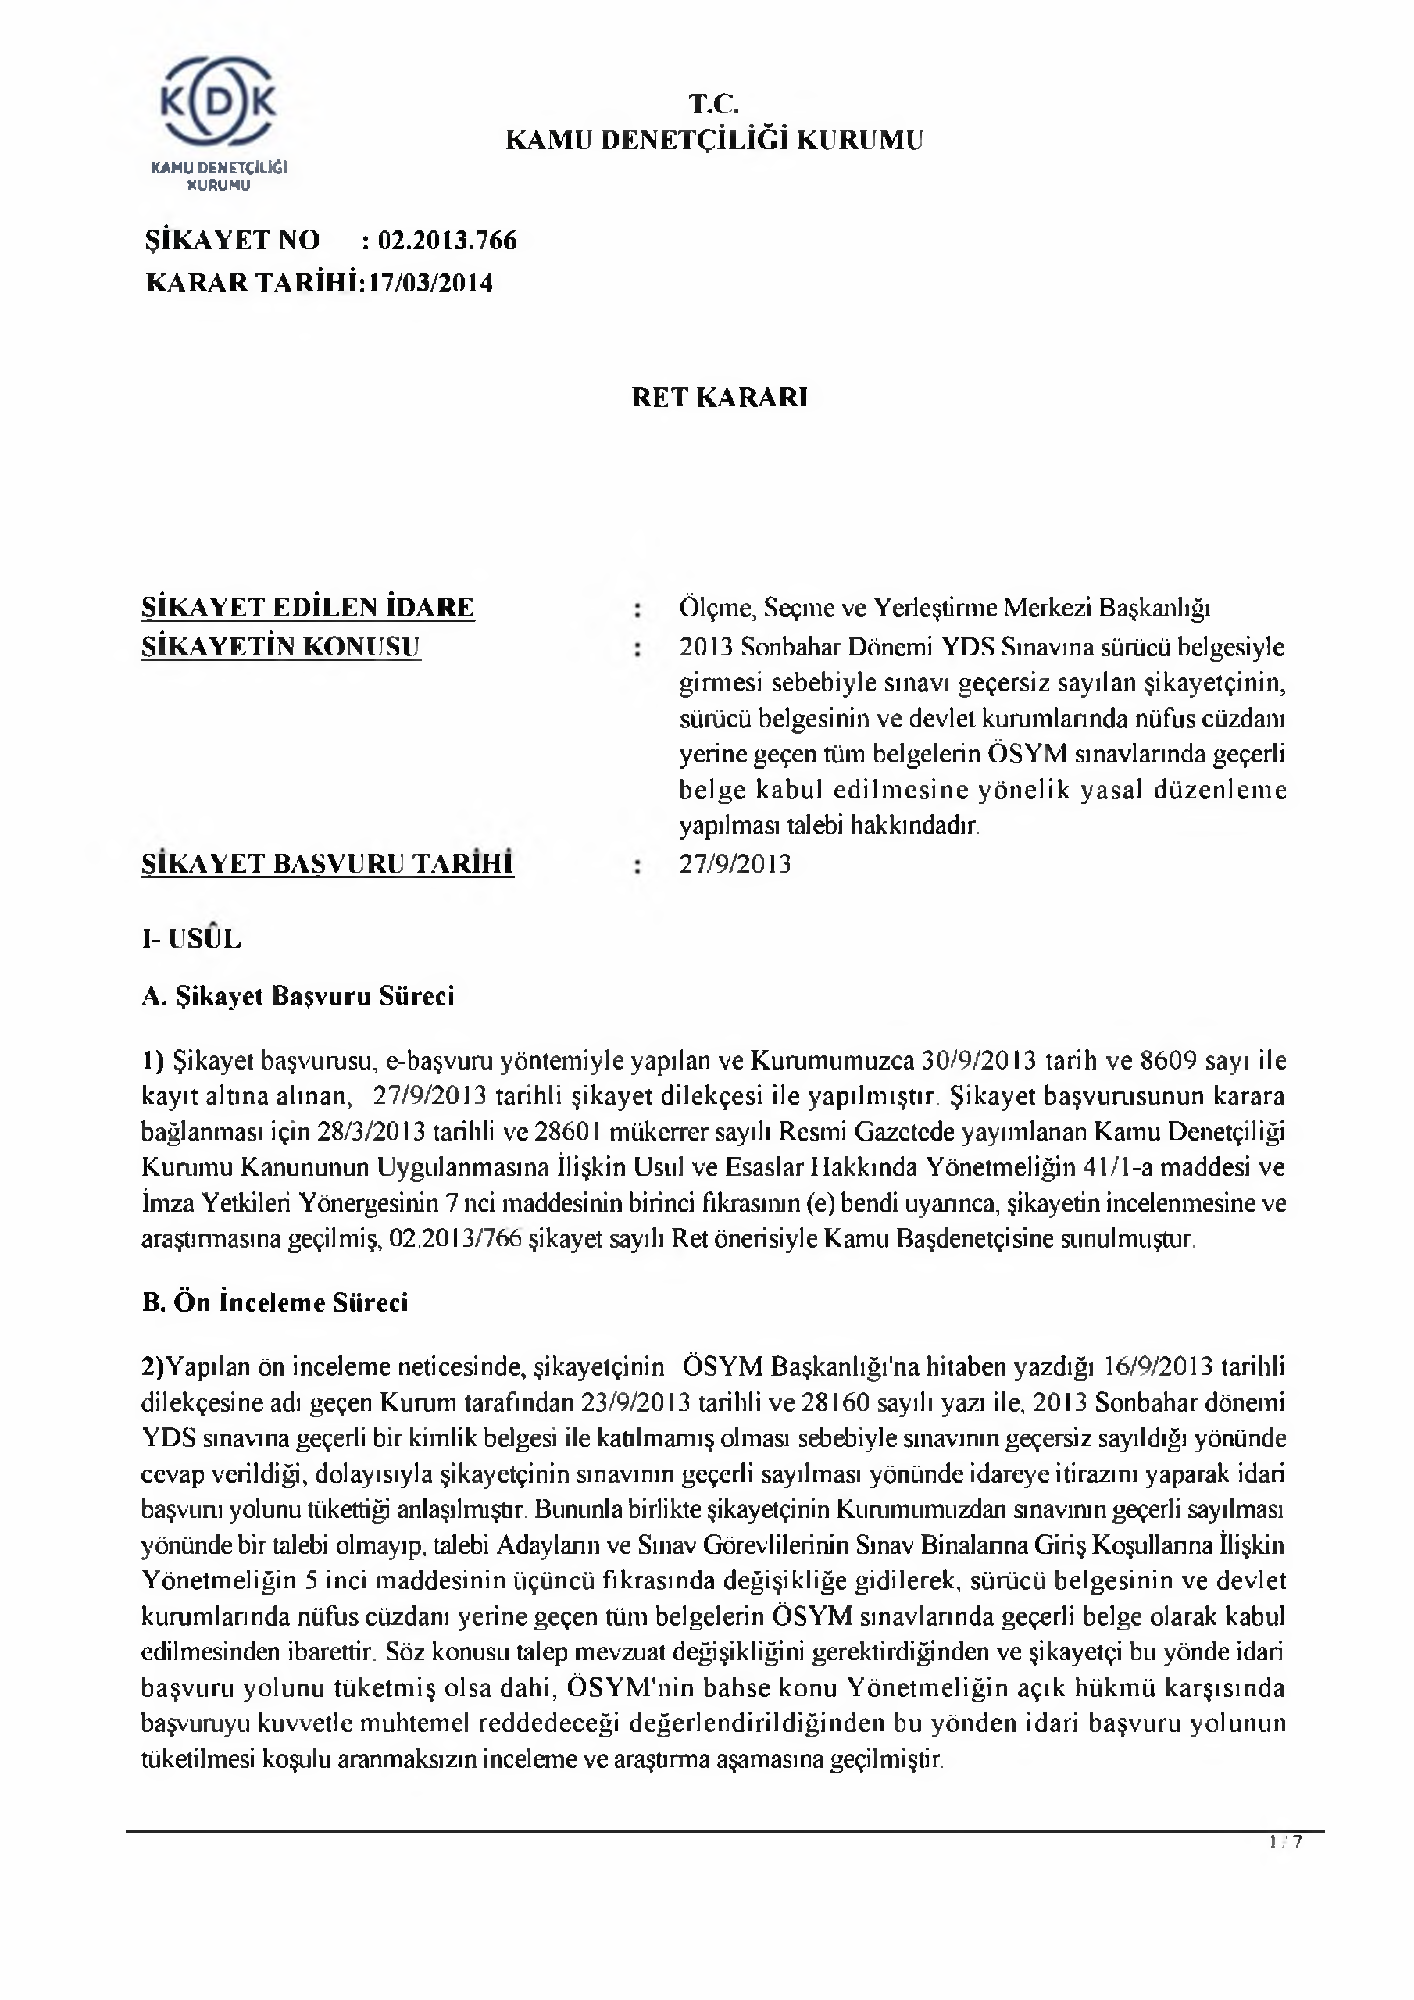 KDK
KAMU DENETÇİLİĞİ
KURUMU
T.C.
KAMU DENETÇİLİĞİ KURUMU
ŞİKAYET NO : 02.2013.766
KARAR TARİHİ:17/03/2014
RET KARARI
ŞİKAYET EDİLEN İDARE : Ölçme, Seçme ve Yerleştirme Merkezi Başkanlığı
ŞİKAYETİN KONUSU : 2013 Sonbahar Dönemi YDS Sınavına sürücü belgesiyle
girmesi sebebiyle sınavı geçersiz sayılan şikayetçinin,
sürücü belgesinin ve devlet kurumlarında nüfus cüzdanı
yerine geçen tüm belgelerin ÖSYM sınavlarında geçerli
belge kabul edilmesine yönelik yasal düzenleme
yapılması talebi hakkındadır.
ŞİKAYET BAŞVURU TARİHİ : 27/9/2013
I- USÛL
A. Şikayet Başvuru Süreci
1) Şikayet başvurusu, e-başvuru yöntemiyle yapılan ve Kurumumuzca 30/9/2013 tarih ve 8609 sayı ile
kayıt altına alınan, 27/9/2013 tarihli şikayet dilekçesi ile yapılmıştır. Şikayet başvurusunun karara
bağlanması için 28/3/2013 tarihli ve 28601 mükerrer sayılı Resmi Gazetede yayımlanan Kamu Denetçiliği
Kurumu Kanununun Uygulanmasına İlişkin Usul ve Esaslar Hakkında Yönetmeliğin 41/1-a maddesi ve
İmza Yetkileri Yönergesinin 7 nci maddesinin birinci fıkrasının (e) bendi uyarınca, şikayetin incelenmesine ve
araştırmasına geçilmiş, 02.2013/766 şikayet sayılı Ret önerisiyle Kamu Başdenetçisine sunulmuştur.
B. Ön İnceleme Süreci
2)Yapılan ön inceleme neticesinde, şikayetçinin ÖSYM Başkanlığı'na hitaben yazdığı 16/9/2013 tarihli
dilekçesine adı geçen Kurum tarafından 23/9/2013 tarihli ve 28160 sayılı yazı ile, 2013 Sonbahar dönemi
YDS sınavına geçerli bir kimlik belgesi ile katılmamış olması sebebiyle sınavının geçersiz sayıldığı yönünde
cevap verildiği, dolayısıyla şikayetçinin sınavının geçerli sayılması yönünde idareye itirazını yaparak idari
başvuru yolunu tükettiği anlaşılmıştır. Bununla birlikte şikayetçinin Kurumumuzdan sınavının geçerli sayılması
yönünde bir talebi olmayıp, talebi Adayların ve Sınav Görevlilerinin Sınav Binalarına Giriş Koşullarına İlişkin
Yönetmeliğin 5 inci maddesinin üçüncü fıkrasında değişikliğe gidilerek, sürücü belgesinin ve devlet
kurumlarında nüfus cüzdanı yerine geçen tüm belgelerin ÖSYM sınavlarında geçerli belge olarak kabul
edilmesinden ibarettir. Söz konusu talep mevzuat değişikliğini gerektirdiğinden ve şikayetçi bu yönde idari
başvuru yolunu tüketmiş olsa dahi, ÖSYM'nin bahse konu Yönetmeliğin açık hükmü karşısında
başvuruyu kuvvetle muhtemel reddedeceği değerlendirildiğinden bu yönden idari başvuru yolunun
tüketilmesi koşulu aranmaksızın inceleme ve araştırma aşamasına geçilmiştir.
1 / 7